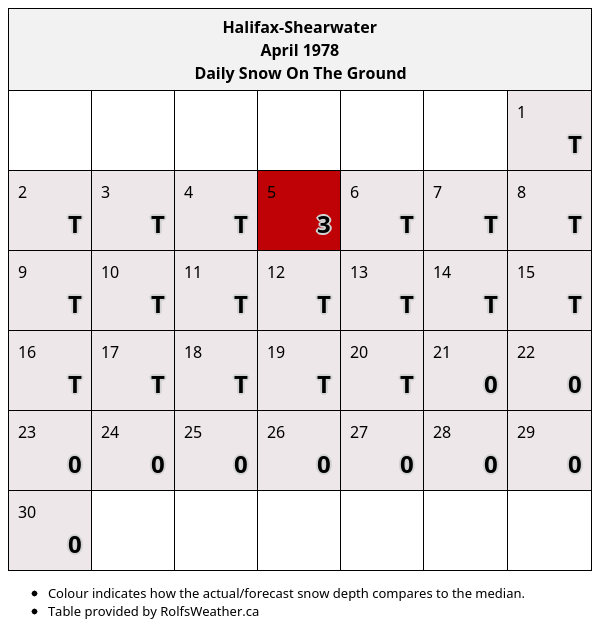 Halifax-Shearwater
April 1978
Daily Snow On The Ground
1
T
2 3 4 5 6 7 8
T T T 3 T T T
9 10 11 12 13 14 15
T T T T T T T
16 17 18 19 20 21 22
T T T T T 0 0
23 24 25 26 27 28 29
0 0 0 0 0 0 0
30
0
• Colour indicates how the actual/forecast snow depth compares to the median.
• Table provided by RolfsWeather.ca